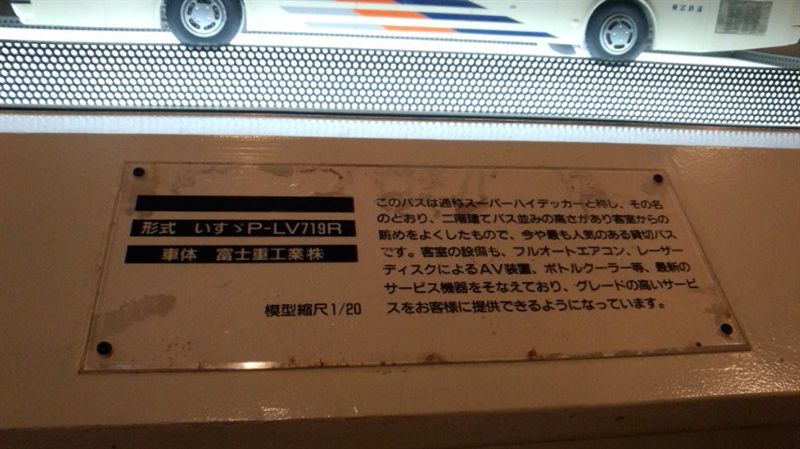 東武鉄道
形式 いすゞP-LV719R
車体 富士重工業㈱
模型縮尺1/20
このバスは通称スーパーハイデッカーと称し、その名
のとおり、二階建てバス並みの高さがあり客室からの
眺めをよくしたもので、今や最も人気のある貸切バス
です。客室の設備も、フルオートエアコン、レーザー
ディスクによるAV装置、ボトルクーラー等、最新の
サービス機器をそなえており、グレードの高いサービ
スをお客様に提供できるようになっています。